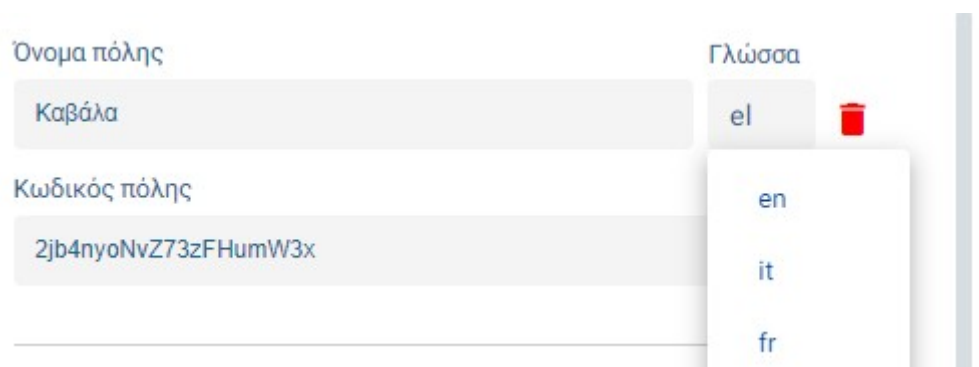 Όνομα πόλης
Γλώσσα
Καβάλα
el
Κωδικός πόλης
en
2jb4nyoNvZ73zFHumW3x
it
fr